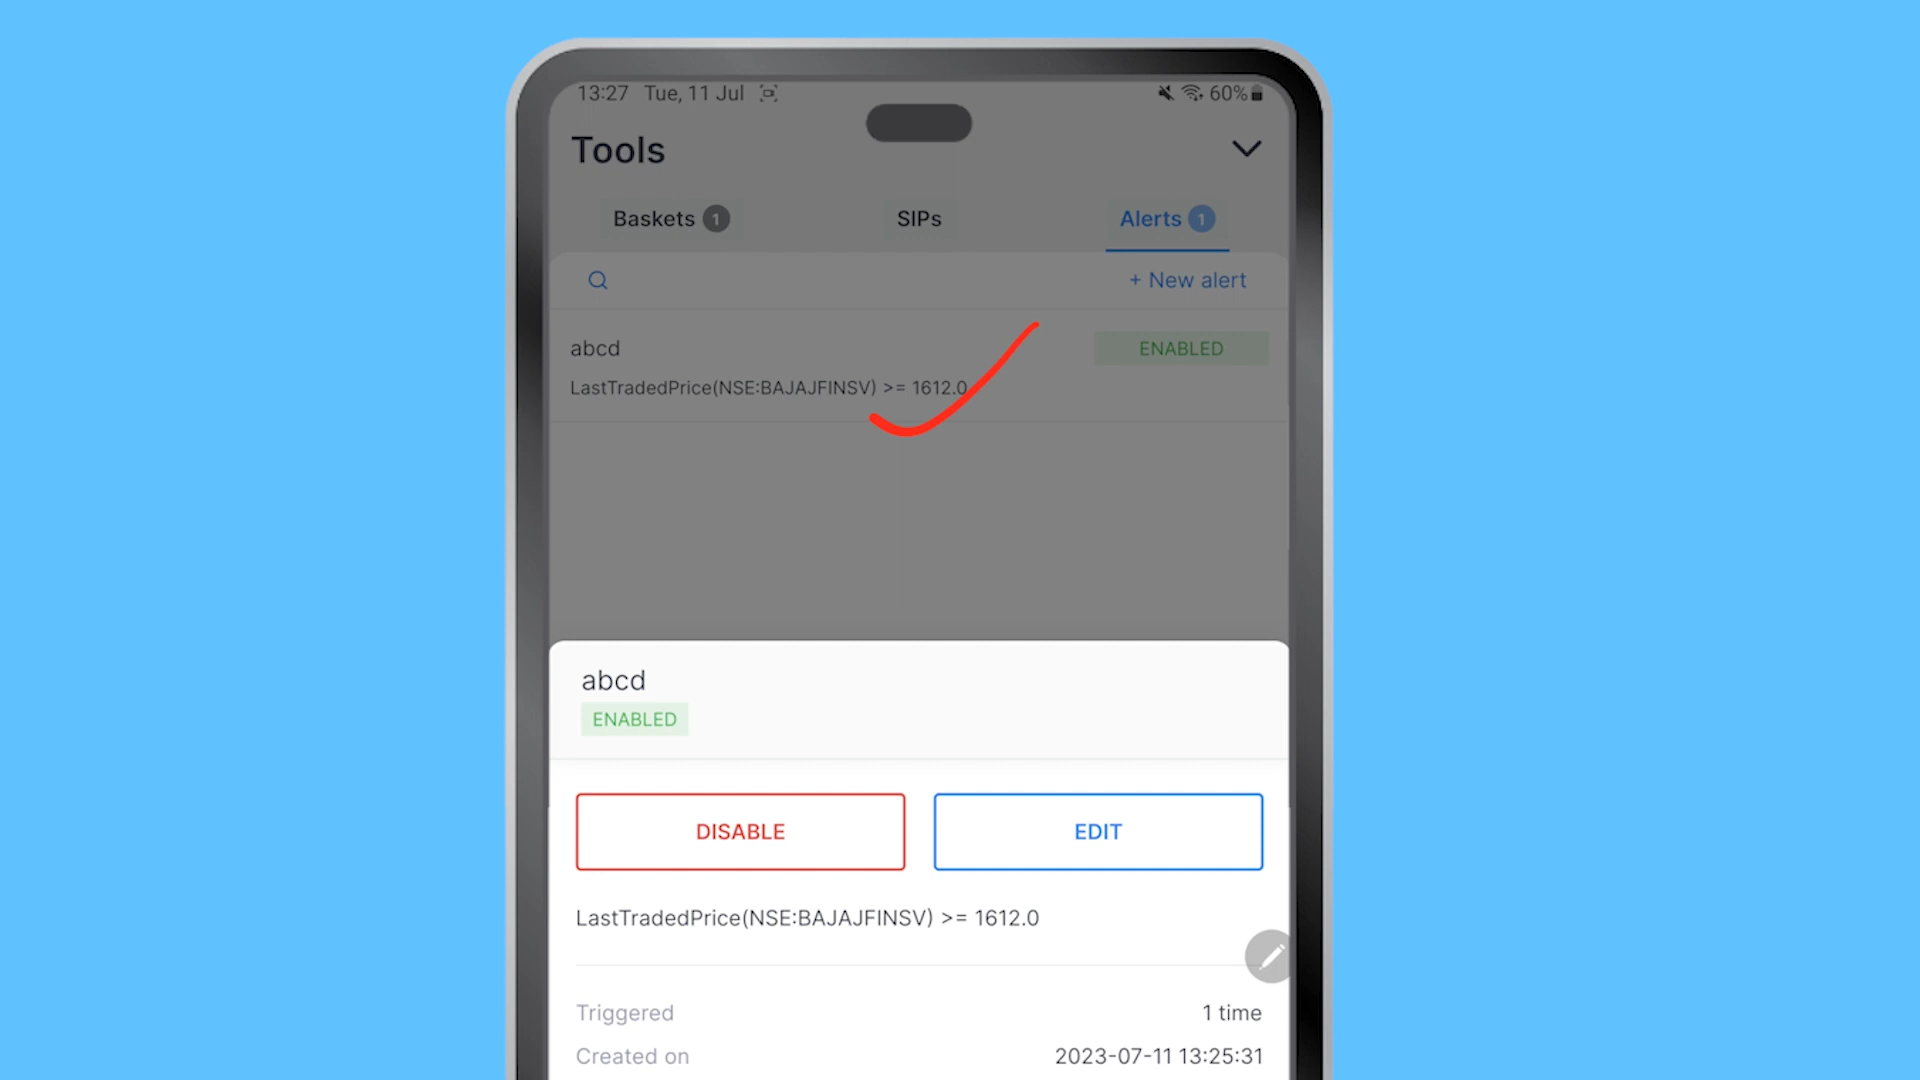 13:27 Tue, 11 Jul 60%
Tools
Baskets 1 SIPs Alerts 1
+ New alert
abcd ENABLED
LastTradedPrice(NSE:BAJAJFINSV) >= 1612.0
abcd
ENABLED
DISABLE EDIT
LastTradedPrice(NSE:BAJAJFINSV) >= 1612.0
Triggered 1 time
Created on 2023-07-11 13:25:31